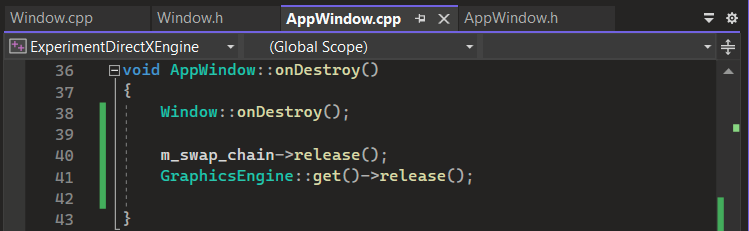 Window.cpp Window.h AppWindow.cpp AppWindow.h
ExperimentDirectXEngine (Global Scope)
36 void AppWindow::onDestroy()
37 {
38 Window::onDestroy();
39
40 m_swap_chain->release();
41 GraphicsEngine::get()->release();
42
43 }